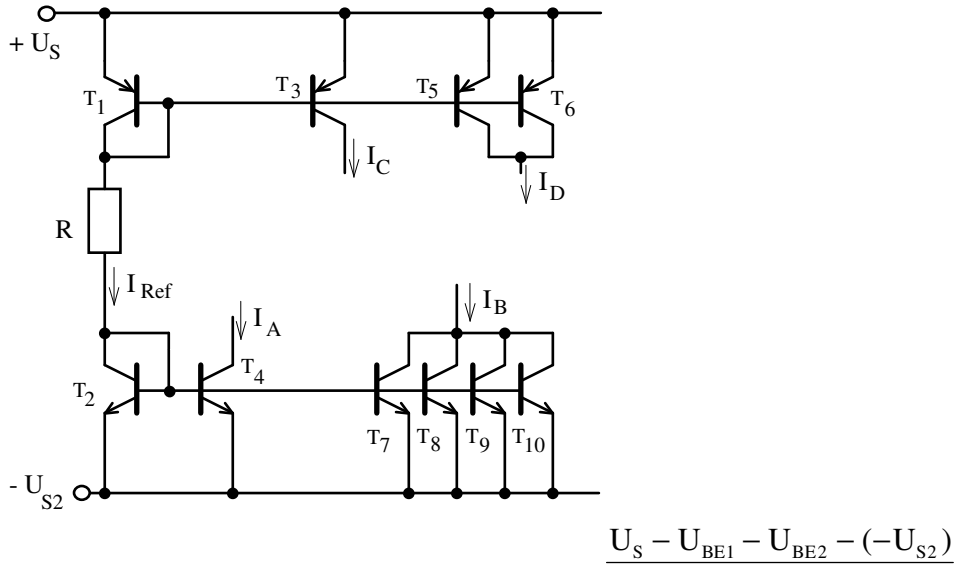 + U_S
T_1
T_3
T_5
T_6
I_C
I_D
R
I_Ref
I_A
I_B
T_2
T_4
T_7
T_8
T_9
T_10
- U_S2
U_S − U_BE1 − U_BE2 − (−U_S2)